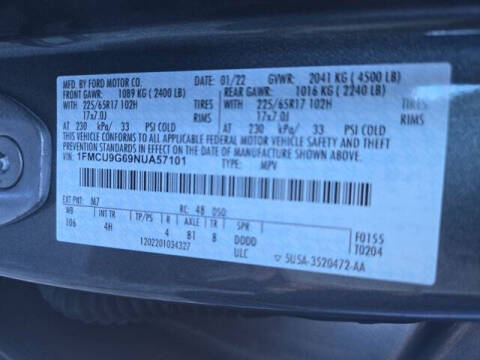 MFD. BY FORD MOTOR CO. DATE: 01/22 GVWR: 2041 KG ( 4500 LB)
FRONT GAWR: 1089 KG ( 2400 LB) REAR GAWR: 1016 KG ( 2240 LB)
WITH 225/65R17 102H TIRES WITH 225/65R17 102H TIRES
17x7.0J RIMS 17x7.0J RIMS
AT 230 kPa/ 33 PSI COLD AT 230 kPa/ 33 PSI COLD
THIS VEHICLE CONFORMS TO ALL APPLICABLE FEDERAL MOTOR VEHICLE SAFETY, BUMPER, AND THEFT PREVENTION STANDARDS IN EFFECT ON THE DATE OF MANUFACTURE SHOWN ABOVE.
VIN: 1FMCU9G69NUA57101 TYPE: MPV
EXT PNT: M7 RC: 48 DSO:
WB INT TR TP/PS R AXLE TR SPR F0155
106 4H 4 B1 8 DDDD T0204
1202201034327 ULC 5U5A-3520472-AA